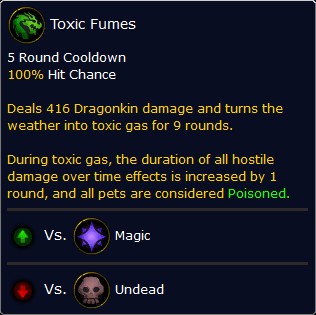 Toxic Fumes
5 Round Cooldown
100% Hit Chance
Deals 416 Dragonkin damage and turns the
weather into toxic gas for 9 rounds.
During toxic gas, the duration of all hostile
damage over time effects is increased by 1
round, and all pets are considered Poisoned.
Vs. Magic
Vs. Undead